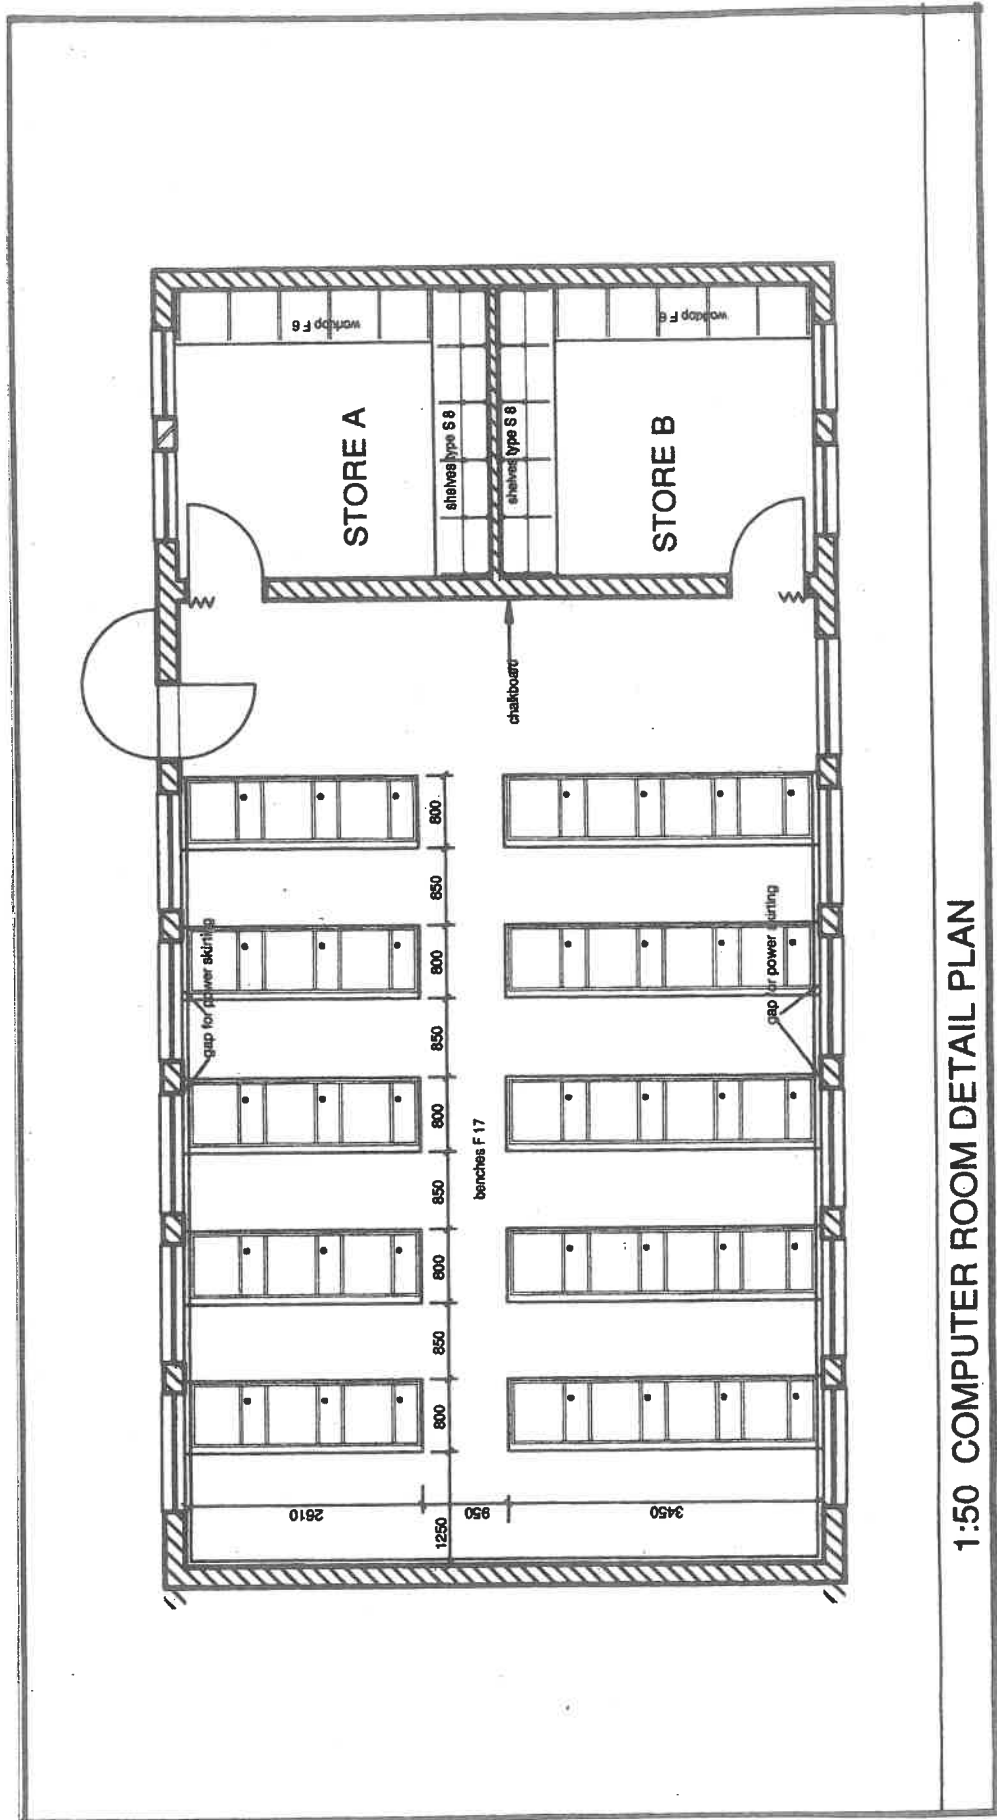 worktop F 6
worktop F 6
STORE A
shelves type S 8
shelves type S 8
STORE B
chalkboard
800
850
800
850
800
850
800
850
800
1250
gap for power skirting
gap for power skirting
benches F 17
2610
950
3450
1:50 COMPUTER ROOM DETAIL PLAN